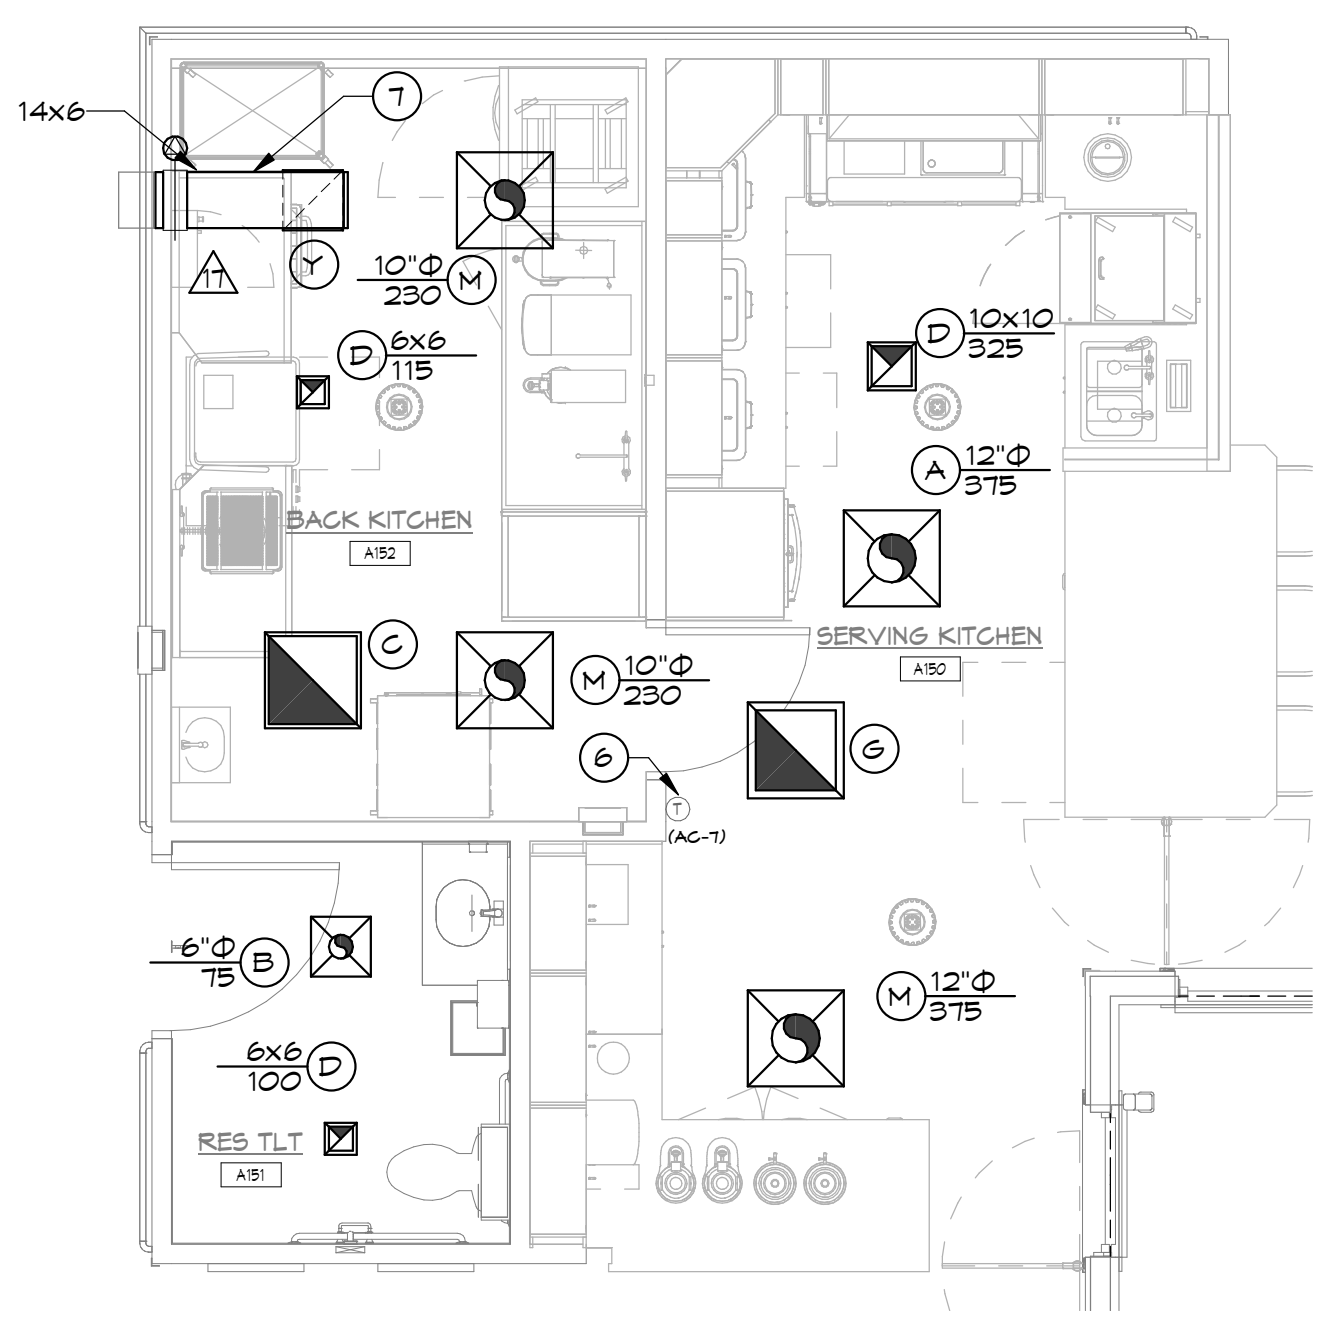 7
14x6
17
Y
10"Φ
230
M
D
6x6
115
D
10x10
325
A
12"Φ
375
BACK KITCHEN
A152
C
M
10"Φ
230
SERVING KITCHEN
A150
G
6
T
(AC-7)
6"Φ
75
B
M
12"Φ
375
6x6
100
D
RES TLT
A151